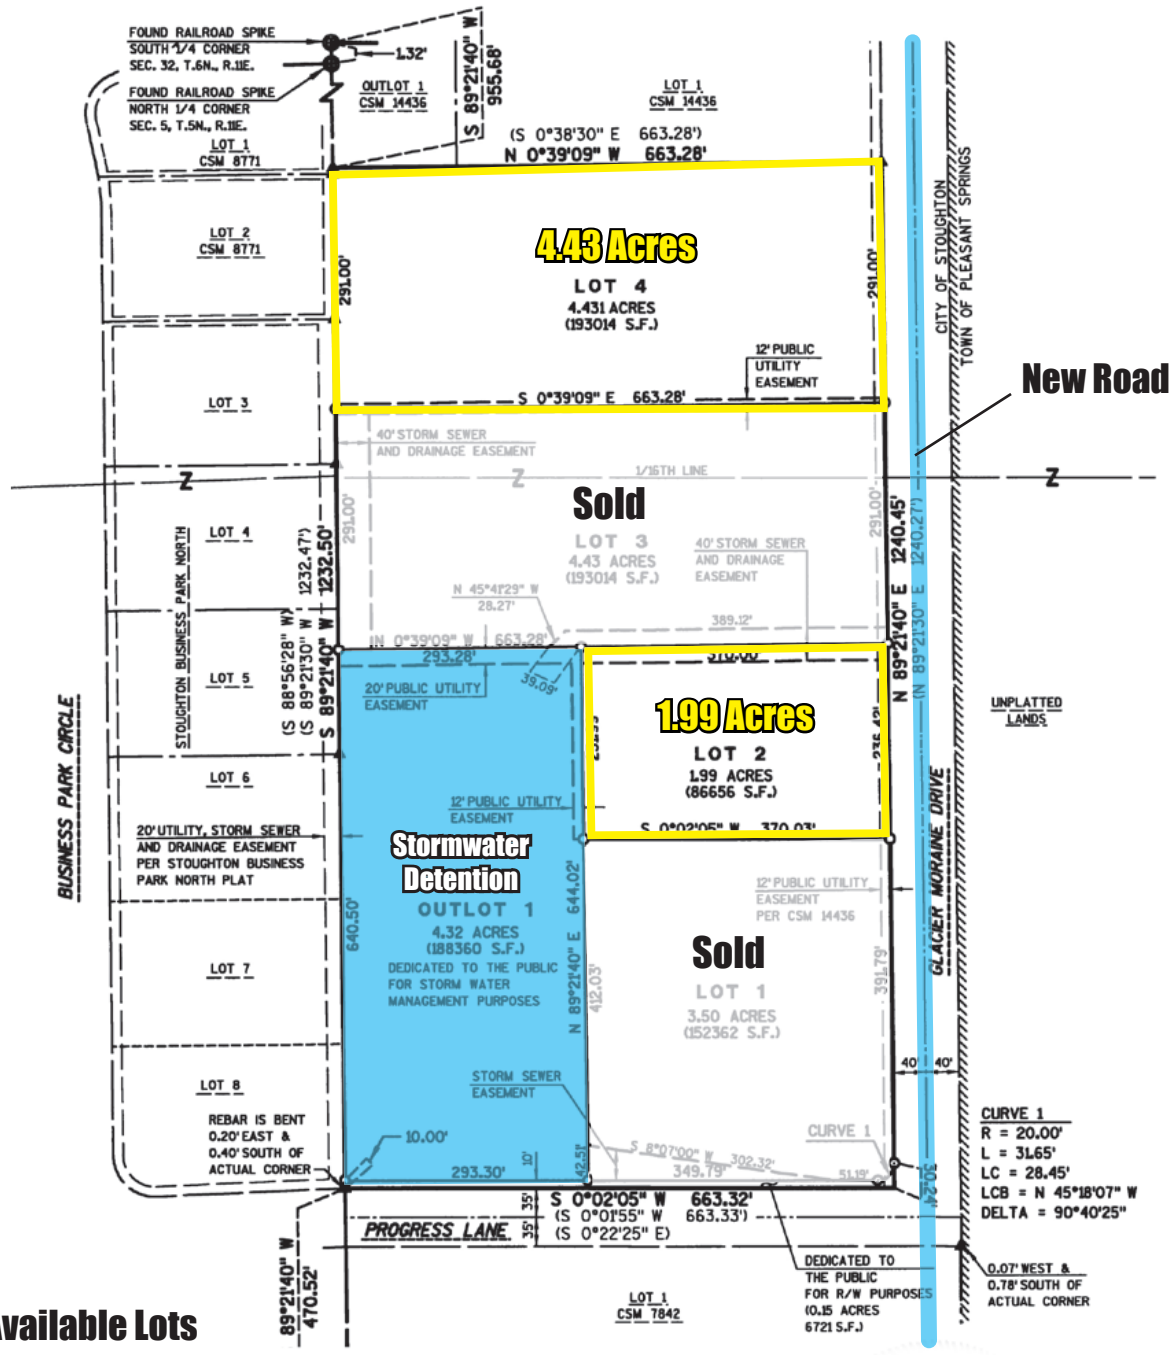 FOUND RAILROAD SPIKE
SOUTH 1/4 CORNER
SEC. 32, T.6N., R.11E.
1.32'
FOUND RAILROAD SPIKE
NORTH 1/4 CORNER
SEC. 5, T.5N., R.11E.
LOT 1
CSM 8771
OUTLOT 1
CSM 14436
S 89°21'40" W
955.68'
LOT 1
CSM 14436
(S 0°38'30" E 663.28')
N 0°39'09" W 663.28'
LOT 2
CSM 8771
291.00'
4.43 Acres
LOT 4
4.431 ACRES
(193014 S.F.)
291.00'
12' PUBLIC
UTILITY
EASEMENT
S 0°39'09" E 663.28'
CITY OF STOUGHTON
TOWN OF PLEASANT SPRINGS
New Road
LOT 3
40' STORM SEWER
AND DRAINAGE EASEMENT
1/16TH LINE
Z
Z
Z
Sold
291.00'
LOT 3
4.43 ACRES
(193014 S.F.)
291.00'
40' STORM SEWER
AND DRAINAGE
EASEMENT
LOT 4
STOUGHTON BUSINESS PARK NORTH
(S 88°56'28" W)
(S 89°21'30" W 1232.47')
S 89°21'40" W 1232.50'
N 45°41'29" W
28.27'
389.12'
N 89°21'40" E 1240.45'
(N 89°21'30" E 1240.27')
N 0°39'09" W 663.28'
293.28'
370.00'
39.09'
LOT 5
20' PUBLIC UTILITY
EASEMENT
1.99 Acres
LOT 2
1.99 ACRES
(86656 S.F.)
236.42'
UNPLATTED
LANDS
BUSINESS PARK CIRCLE
LOT 6
12' PUBLIC UTILITY
EASEMENT
S 0°02'05" W 370.03'
GLACIER MORAINE DRIVE
20' UTILITY, STORM SEWER
AND DRAINAGE EASEMENT
PER STOUGHTON BUSINESS
PARK NORTH PLAT
Stormwater
Detention
OUTLOT 1
4.32 ACRES
(188360 S.F.)
DEDICATED TO THE PUBLIC
FOR STORM WATER
MANAGEMENT PURPOSES
640.50'
N 89°21'40" E 644.02'
412.03'
12' PUBLIC UTILITY
EASEMENT
PER CSM 14436
Sold
LOT 1
3.50 ACRES
(152362 S.F.)
391.79'
LOT 7
40' 40'
LOT 8
STORM SEWER
EASEMENT
REBAR IS BENT
0.20' EAST &
0.40' SOUTH OF
ACTUAL CORNER
10.00'
293.30'
10'
42.51'
S 8°07'00" W 302.32'
349.79'
CURVE 1
51.19'
30.24'
CURVE 1
R = 20.00'
L = 31.65'
LC = 28.45'
LCB = N 45°18'07" W
DELTA = 90°40'25"
35'
35'
S 0°02'05" W 663.32'
(S 0°01'55" W 663.33')
(S 0°22'25" E)
PROGRESS LANE
89°21'40" W
470.52'
DEDICATED TO
THE PUBLIC
FOR R/W PURPOSES
(0.15 ACRES
6721 S.F.)
0.07' WEST &
0.78' SOUTH OF
ACTUAL CORNER
LOT 1
CSM 7842
Available Lots